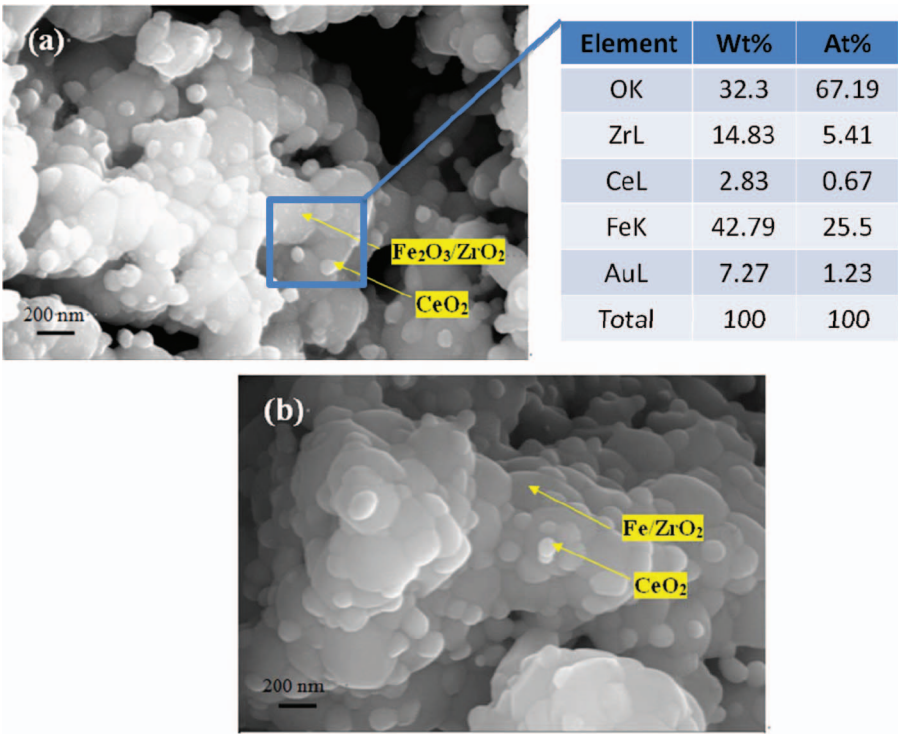 (a)
Fe₂O₃/ZrO₂
CeO₂
200 nm
Element Wt% At%
OK 32.3 67.19
ZrL 14.83 5.41
CeL 2.83 0.67
FeK 42.79 25.5
AuL 7.27 1.23
Total 100 100
(b)
Fe/ZrO₂
CeO₂
200 nm